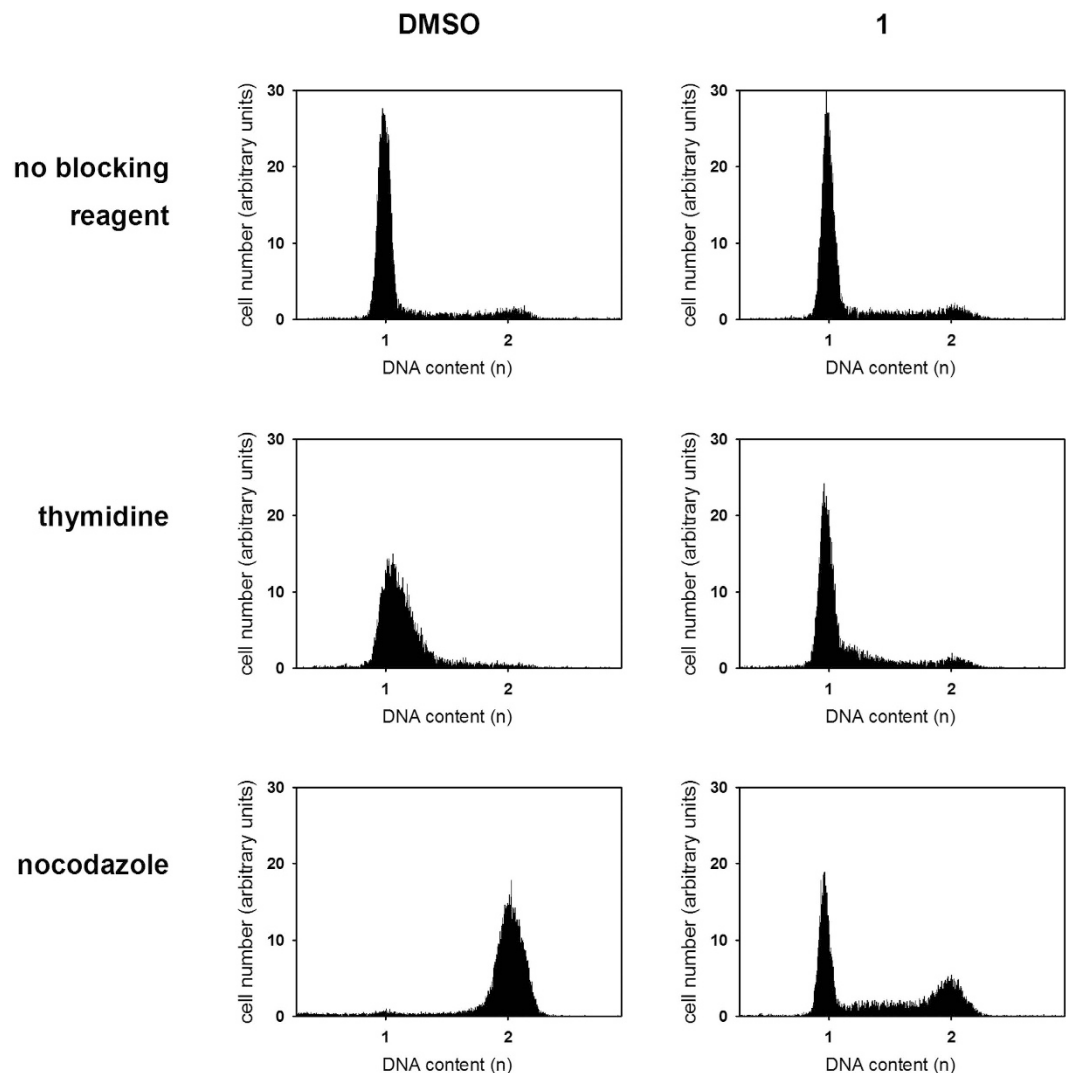 DMSO
1
no blocking
reagent
cell number (arbitrary units)
30
20
10
0
1 2
DNA content (n)
cell number (arbitrary units)
30
20
10
0
1 2
DNA content (n)
thymidine
cell number (arbitrary units)
30
20
10
0
1 2
DNA content (n)
cell number (arbitrary units)
30
20
10
0
1 2
DNA content (n)
nocodazole
cell number (arbitrary units)
30
20
10
0
1 2
DNA content (n)
cell number (arbitrary units)
30
20
10
0
1 2
DNA content (n)